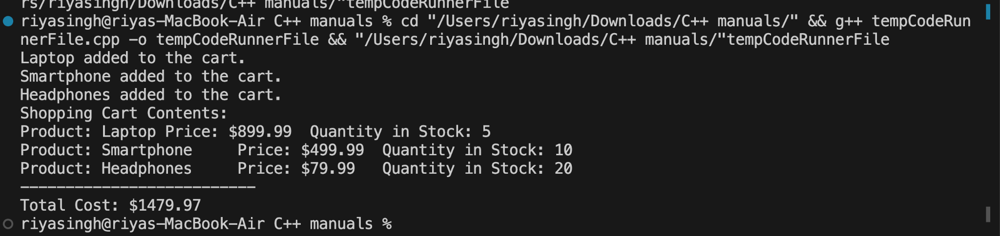 rs/riyasingh/Downloads/C++ manuals/"tempCodeRunnerFile
riyasingh@riyas-MacBook-Air C++ manuals % cd "/Users/riyasingh/Downloads/C++ manuals/" && g++ tempCodeRun
nerFile.cpp -o tempCodeRunnerFile && "/Users/riyasingh/Downloads/C++ manuals/"tempCodeRunnerFile
Laptop added to the cart.
Smartphone added to the cart.
Headphones added to the cart.
Shopping Cart Contents:
Product: Laptop Price: $899.99  Quantity in Stock: 5
Product: Smartphone     Price: $499.99  Quantity in Stock: 10
Product: Headphones     Price: $79.99   Quantity in Stock: 20
--------------------------
Total Cost: $1479.97
riyasingh@riyas-MacBook-Air C++ manuals %